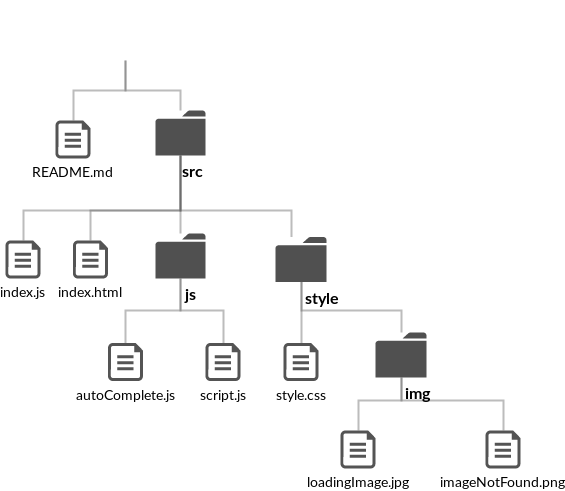 README.md
src
index.js
index.html
js
style
autoComplete.js
script.js
style.css
img
loadingImage.jpg
imageNotFound.png